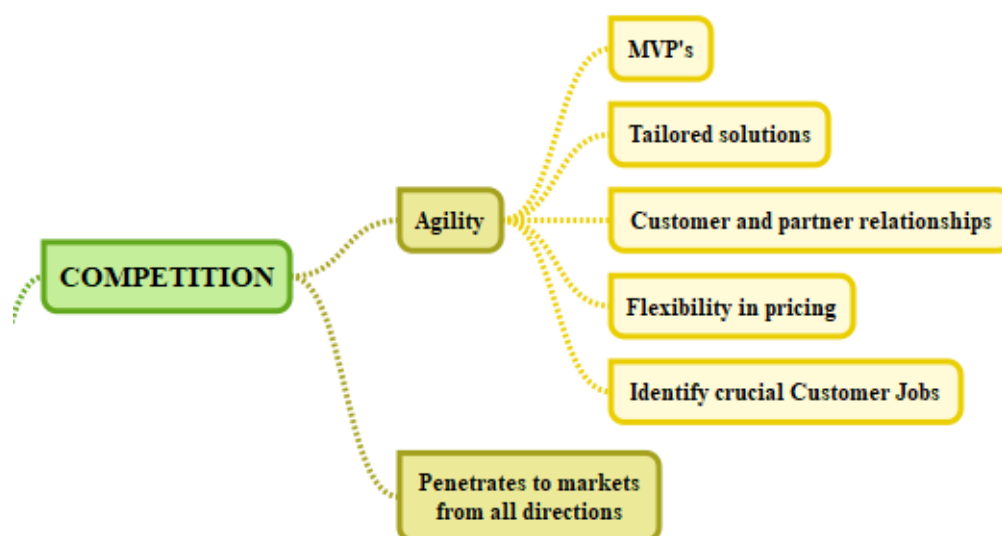 MVP's
Tailored solutions
Agility
Customer and partner relationships
COMPETITION
Flexibility in pricing
Identify crucial Customer Jobs
Penetrates to markets
from all directions